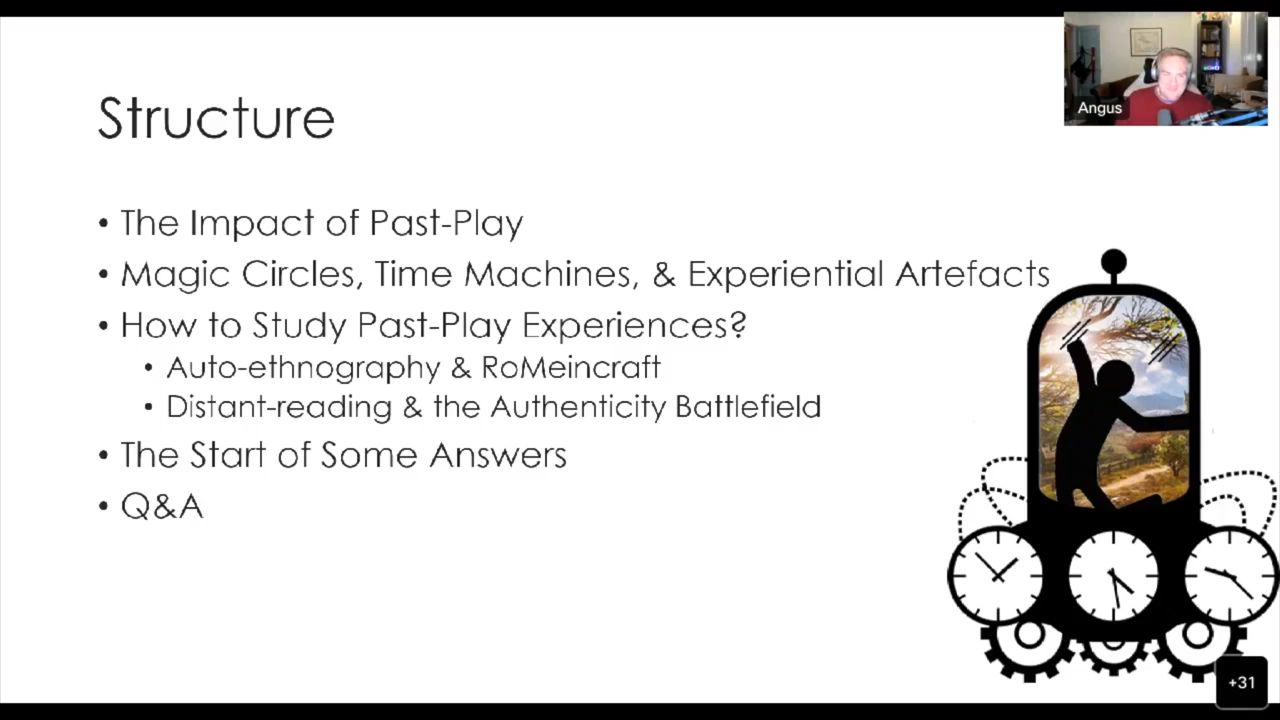 Structure
Angus
• The Impact of Past-Play
• Magic Circles, Time Machines, & Experiential Artefacts
• How to Study Past-Play Experiences?
• Auto-ethnography & RoMeincraft
• Distant-reading & the Authenticity Battlefield
• The Start of Some Answers
• Q&A
+31